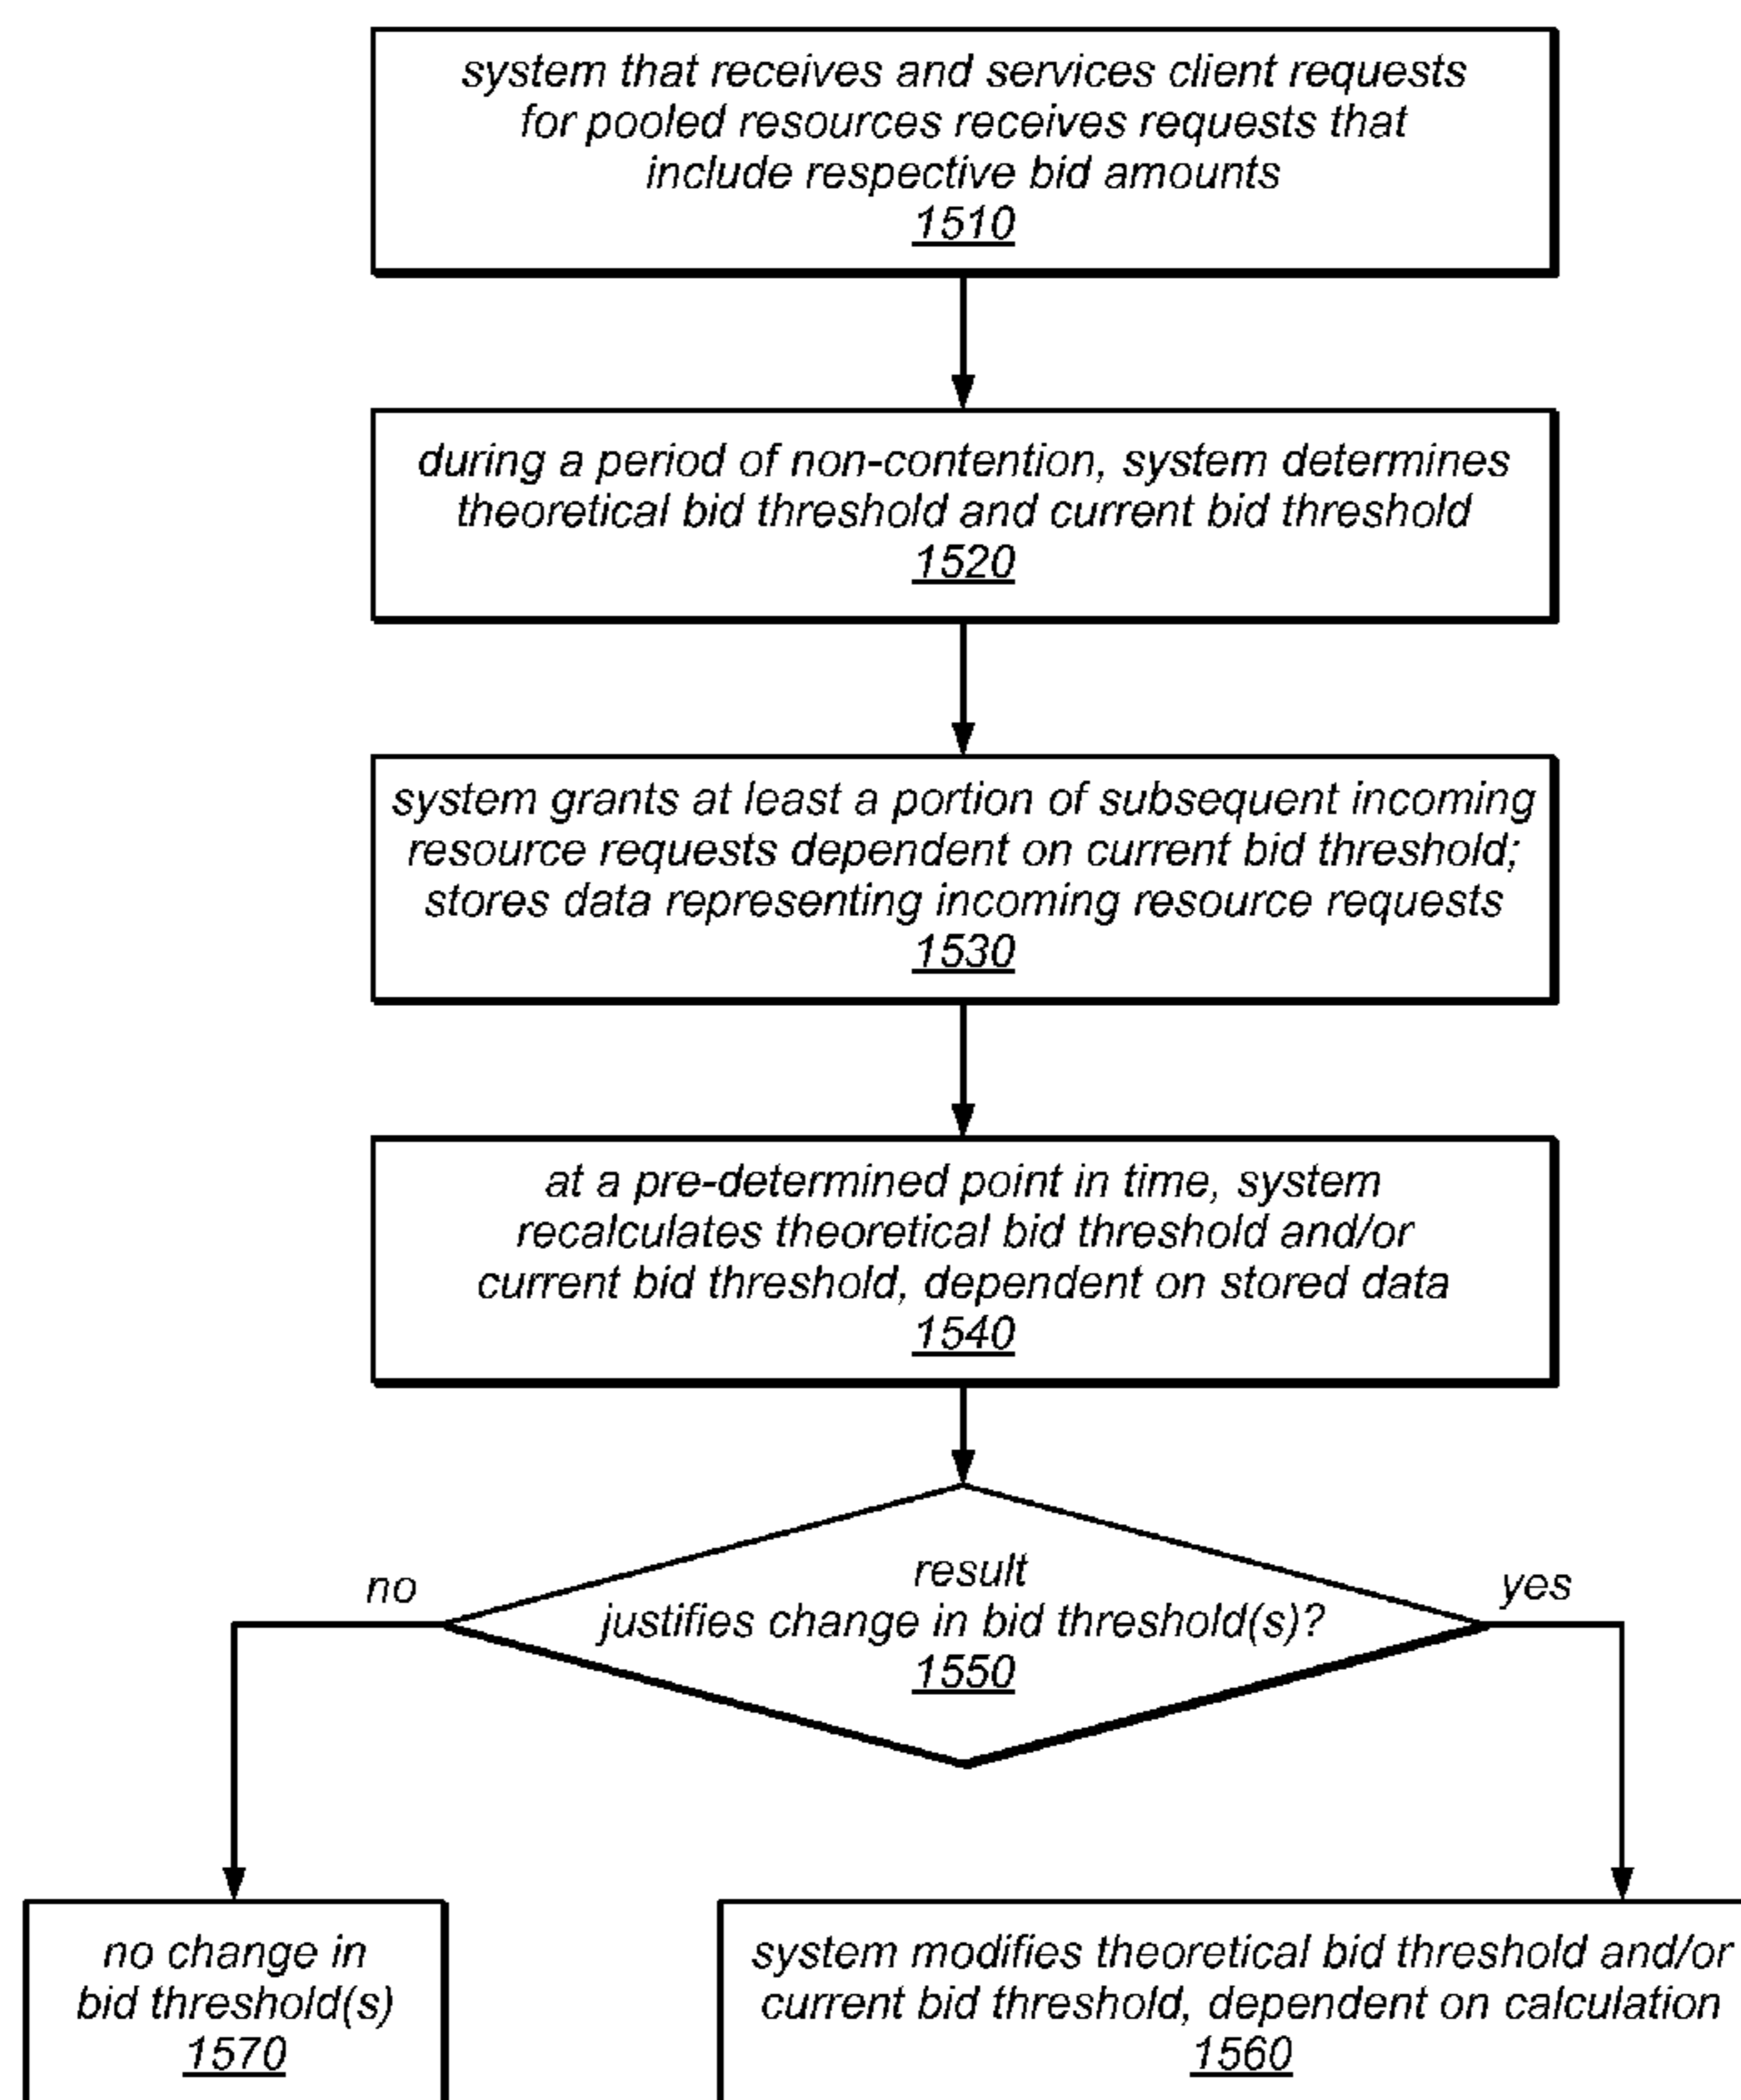 system that receives and services client requests
for pooled resources receives requests that
include respective bid amounts
1510
during a period of non-contention, system determines
theoretical bid threshold and current bid threshold
1520
system grants at least a portion of subsequent incoming
resource requests dependent on current bid threshold;
stores data representing incoming resource requests
1530
at a pre-determined point in time, system
recalculates theoretical bid threshold and/or
current bid threshold, dependent on stored data
1540
result
justifies change in bid threshold(s)?
1550
no
yes
no change in
bid threshold(s)
1570
system modifies theoretical bid threshold and/or
current bid threshold, dependent on calculation
1560